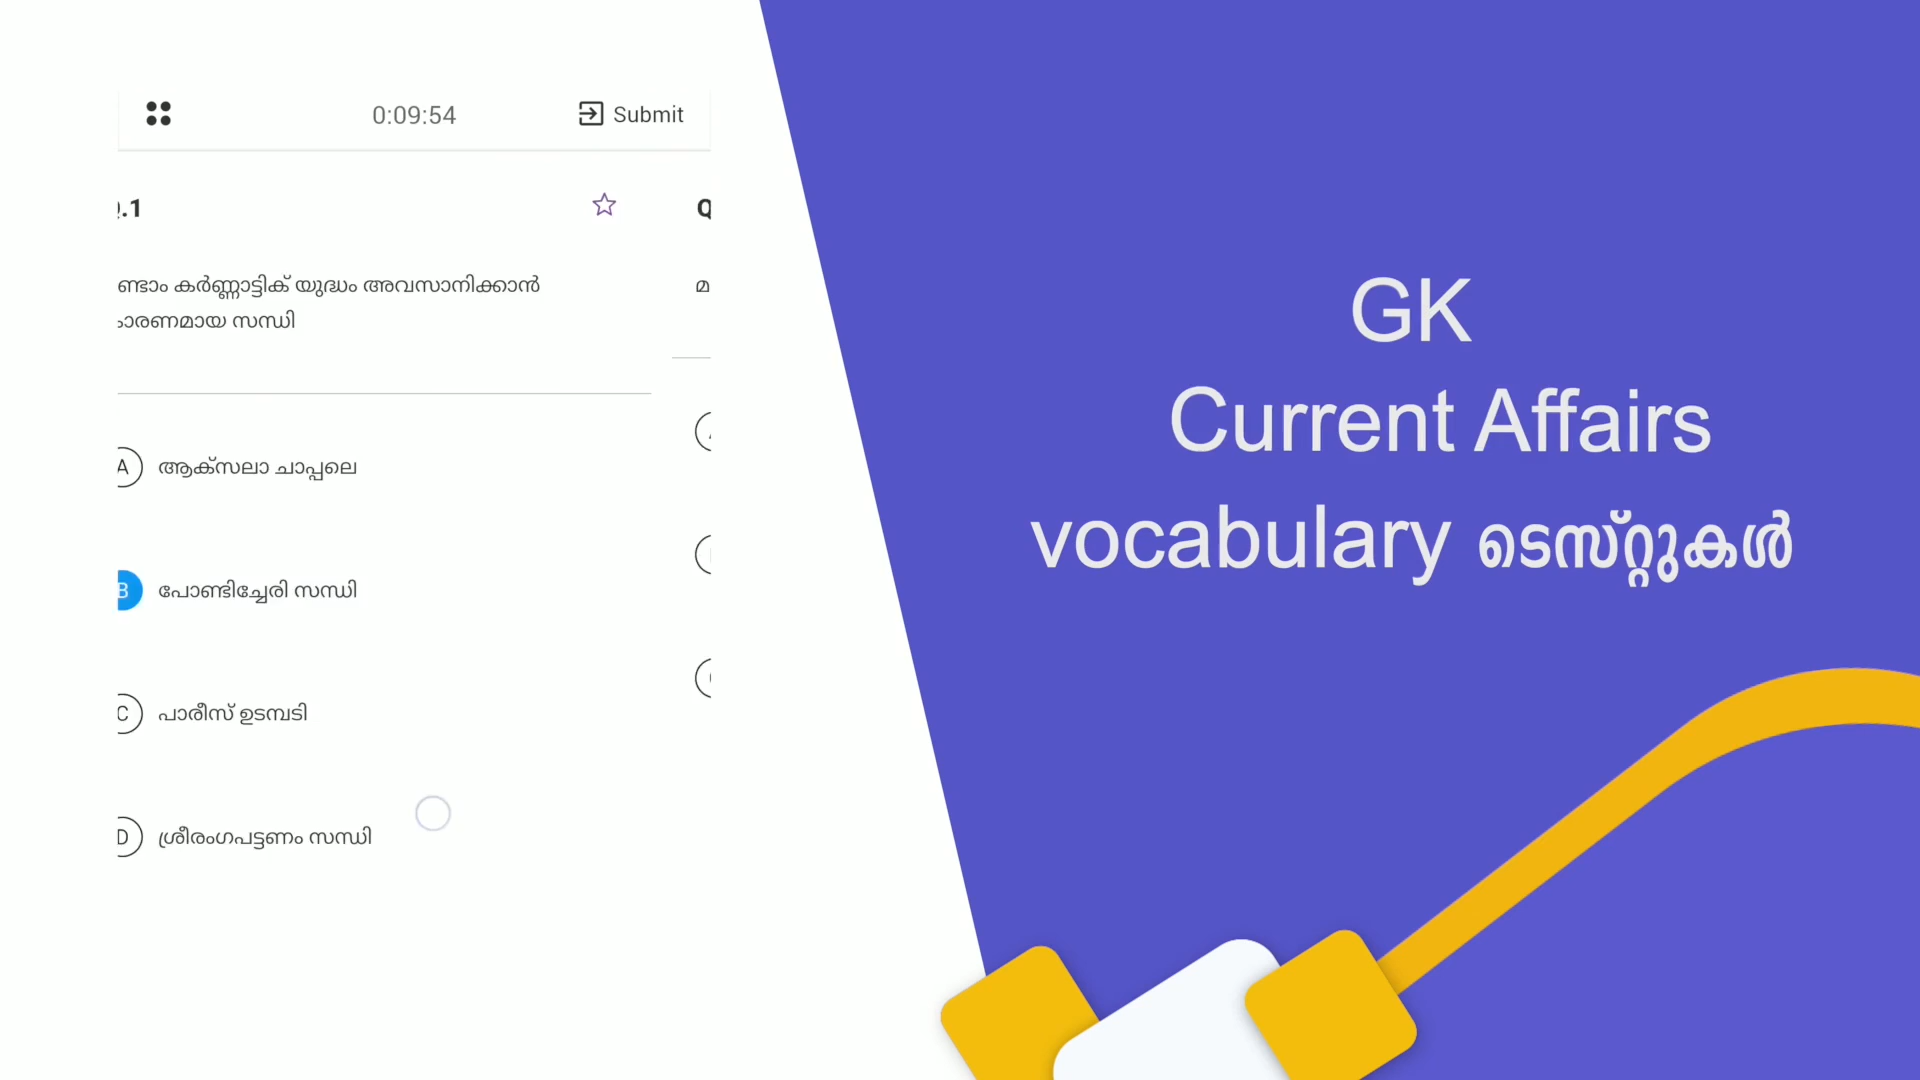 0:09:54
Submit
.1
Q
ണ്ടാം കർണ്ണാട്ടിക് യുദ്ധം അവസാനിക്കാൻ
കാരണമായ സന്ധി
മ
A ആക്സലാ ചാപ്പലെ
B പോണ്ടിച്ചേരി സന്ധി
C പാരീസ് ഉടമ്പടി
D ശ്രീരംഗപട്ടണം സന്ധി
GK
Current Affairs
vocabulary ടെസ്റ്റുകൾ